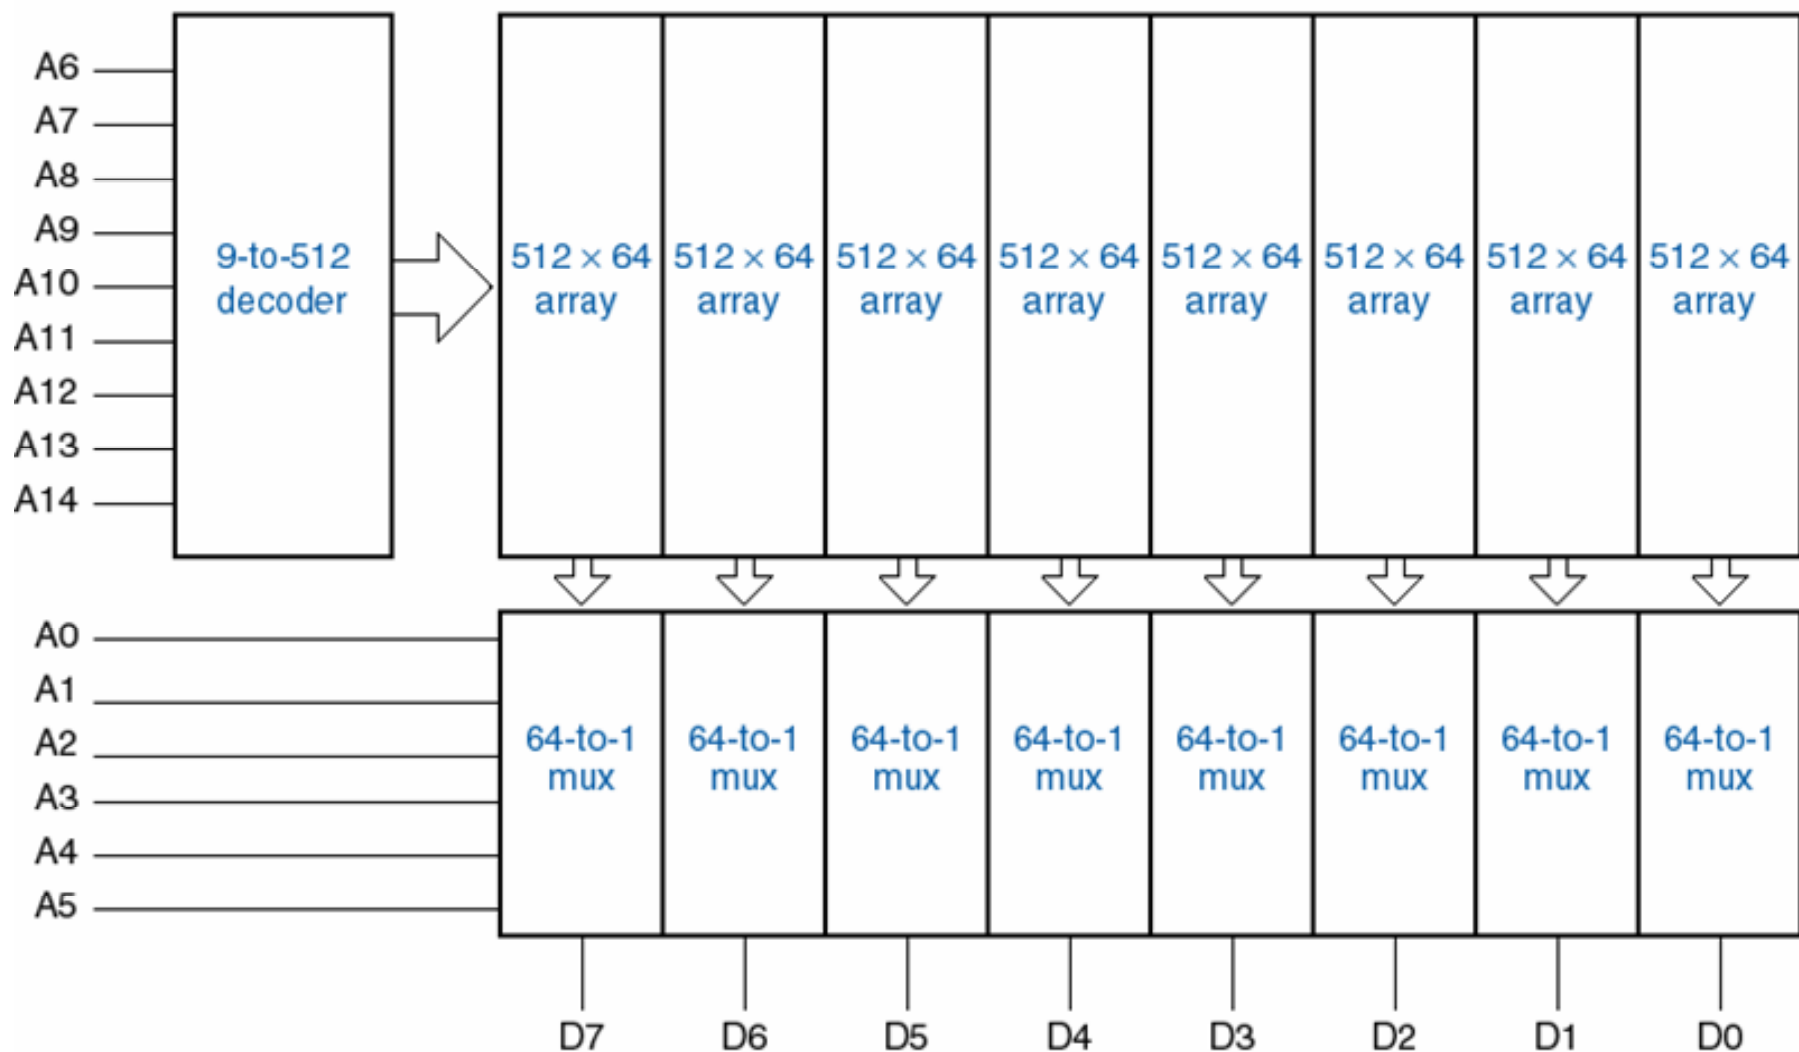 A6
A7
A8
A9
A10
A11
A12
A13
A14
9-to-512
decoder
512 × 64 512 × 64 512 × 64 512 × 64 512 × 64 512 × 64 512 × 64 512 × 64
array array array array array array array array
A0
A1
A2
A3
A4
A5
64-to-1 64-to-1 64-to-1 64-to-1 64-to-1 64-to-1 64-to-1 64-to-1
mux mux mux mux mux mux mux mux
D7 D6 D5 D4 D3 D2 D1 D0